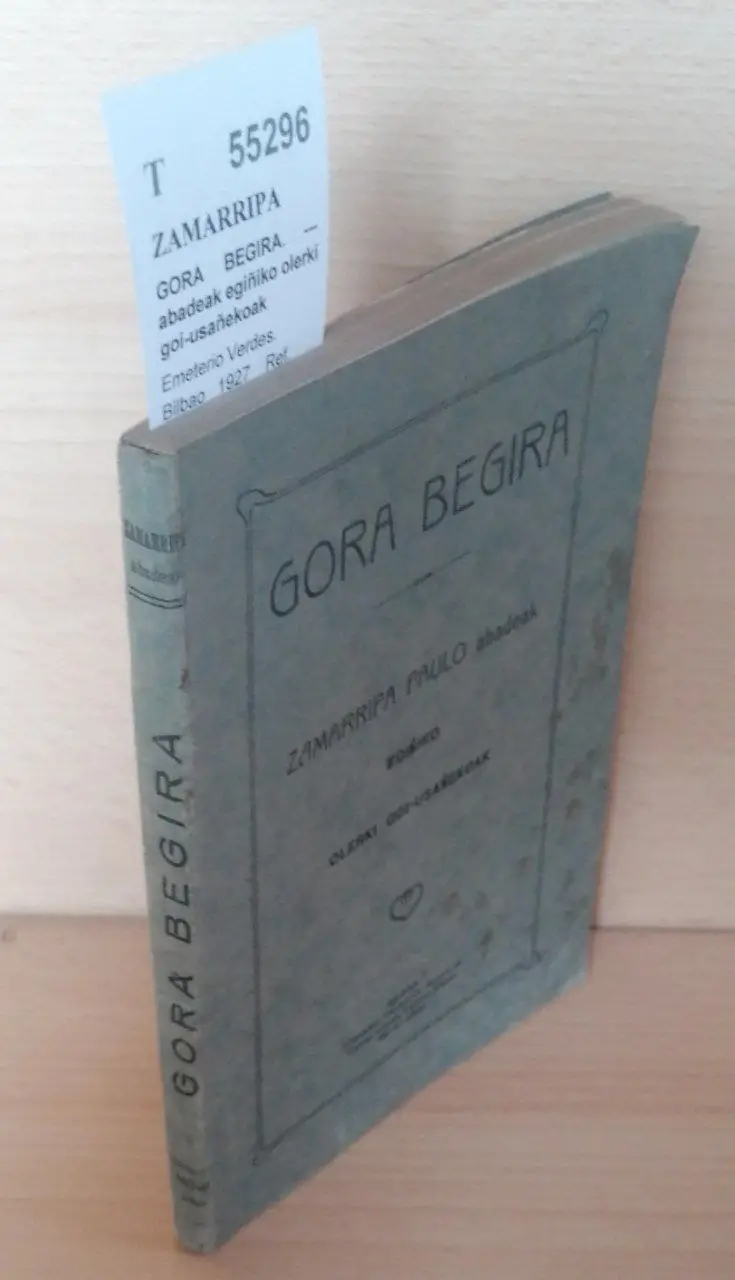 T 55296
ZAMARRIPA
GORA BEGIRA. —
abadeak egiñiko olerki
goi-usañekoak
Emeterio Verdes.
Bilbao 1927 Ref.
ZAMARRIPA
abadeak
GORA BEGIRA
GORA BEGIRA
ZAMARRIPA PAULO abadeak
EGIÑIKO
OLERKI GOI-USAÑEKOAK